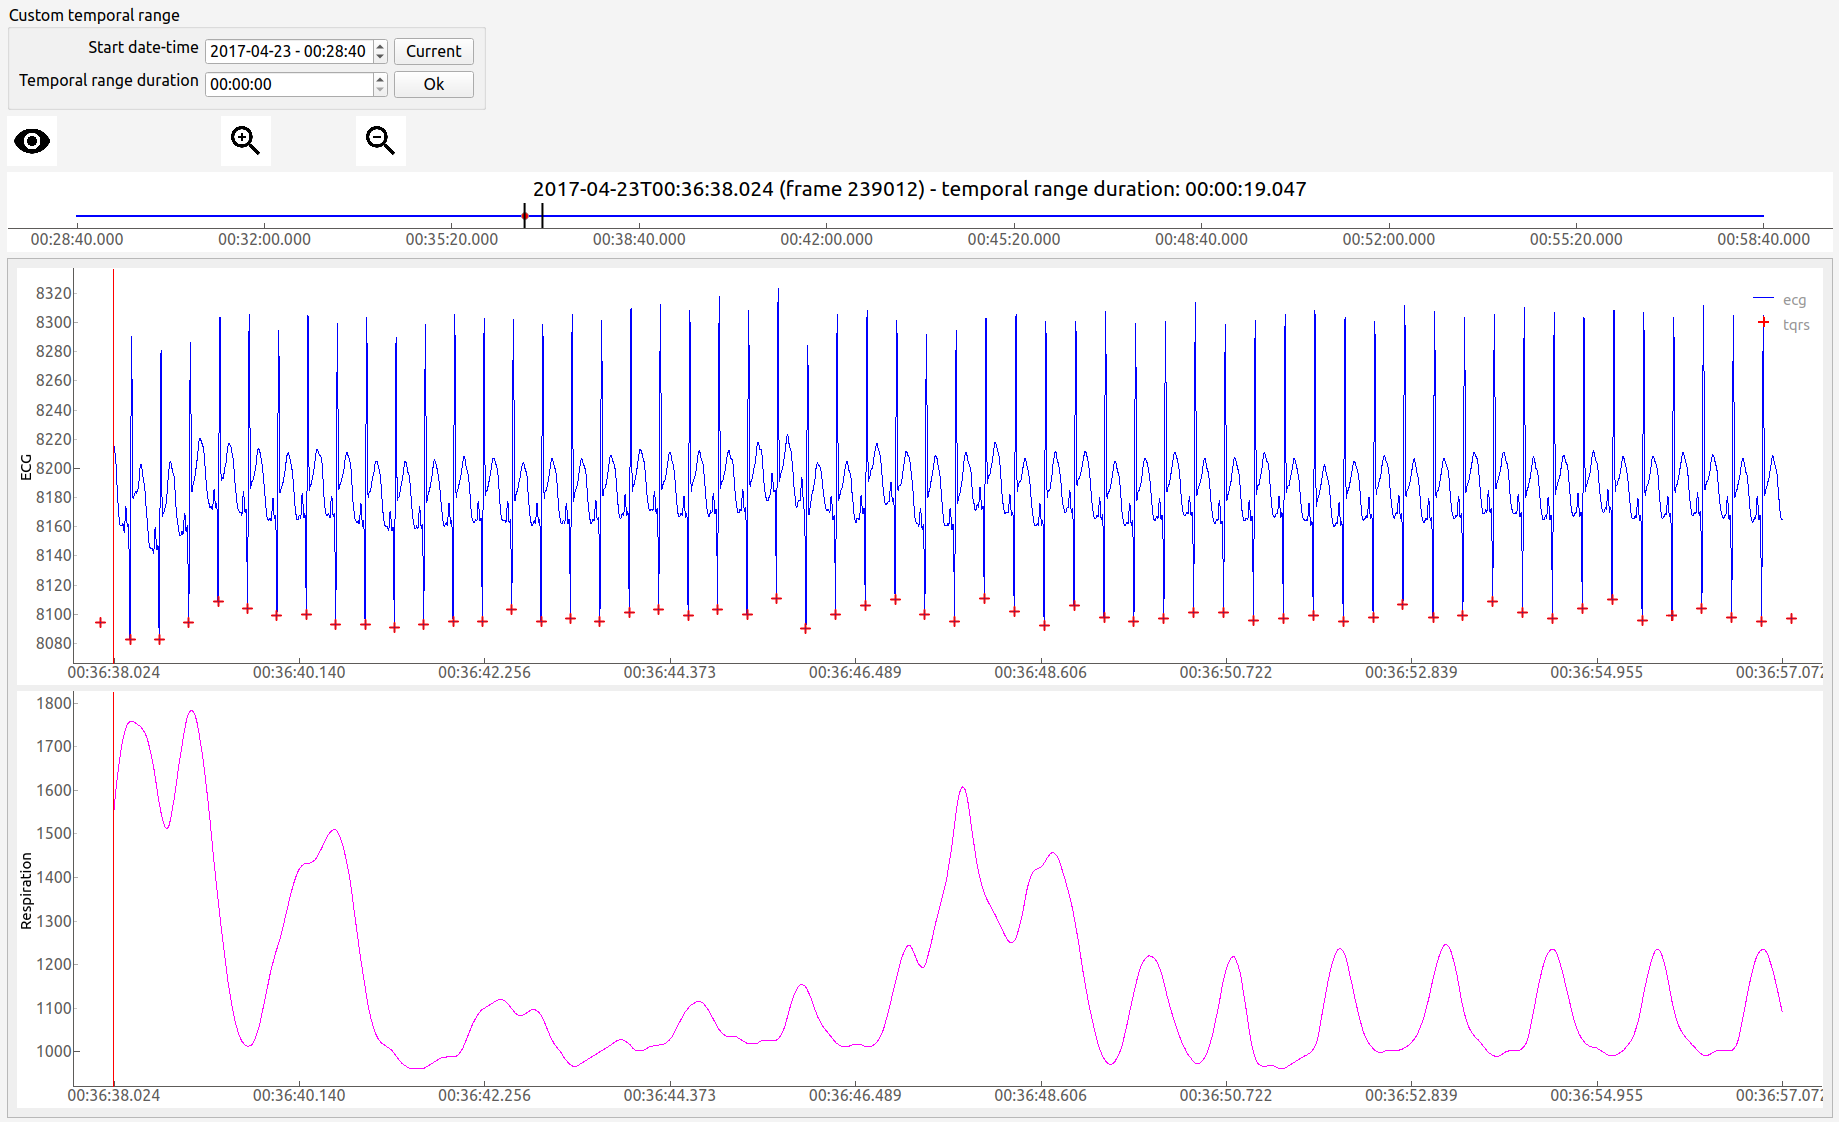 Custom temporal range
Start date-time 2017-04-23 - 00:28:40 Current
Temporal range duration 00:00:00 Ok
2017-04-23T00:36:38.024 (frame 239012) - temporal range duration: 00:00:19.047
00:28:40.000 00:32:00.000 00:35:20.000 00:38:40.000 00:42:00.000 00:45:20.000 00:48:40.000 00:52:00.000 00:55:20.000 00:58:40.000
ECG
8320
8300
8280
8260
8240
8220
8200
8180
8160
8140
8120
8100
8080
ecg
tqrs
00:36:38.024 00:36:40.140 00:36:42.256 00:36:44.373 00:36:46.489 00:36:48.606 00:36:50.722 00:36:52.839 00:36:54.955 00:36:57.072
Respiration
1800
1700
1600
1500
1400
1300
1200
1100
1000
00:36:38.024 00:36:40.140 00:36:42.256 00:36:44.373 00:36:46.489 00:36:48.606 00:36:50.722 00:36:52.839 00:36:54.955 00:36:57.072